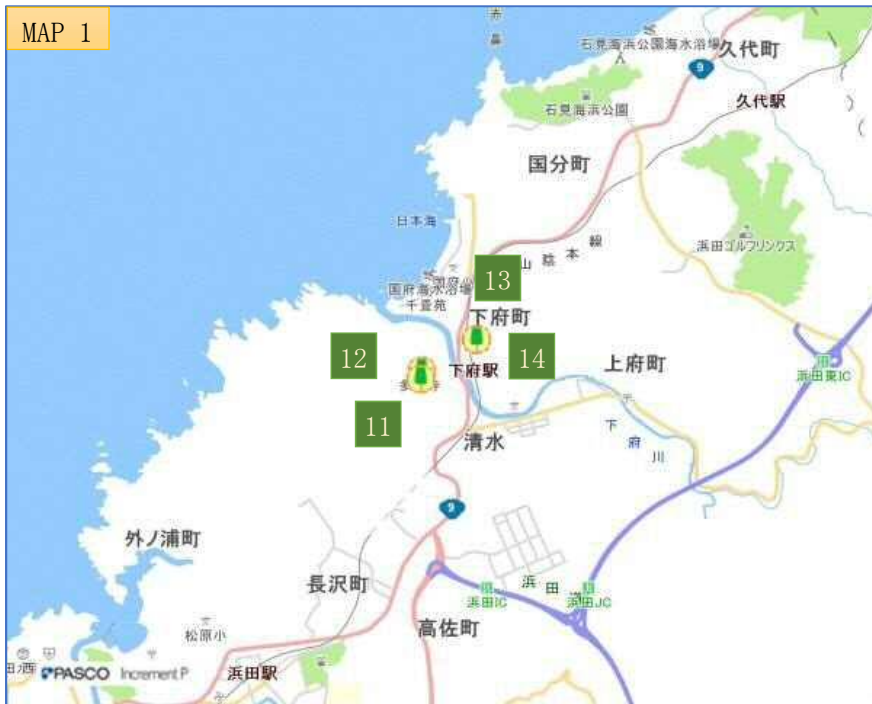 MAP 1
赤鼻
石見海浜公園海水浴場
久代町
9
石見海浜公園
久代駅
国分町
日本海
浜田ゴルフリンクス
山陰本線
13
国府海水浴場
千畳苑
下府町
12
14
下府駅
上府町
浜田東IC
11
清水
下府川
9
外ノ浦町
浜田
長沢町
浜田IC
浜田JC
松原小
高佐町
浜田駅
PASCO Increment P